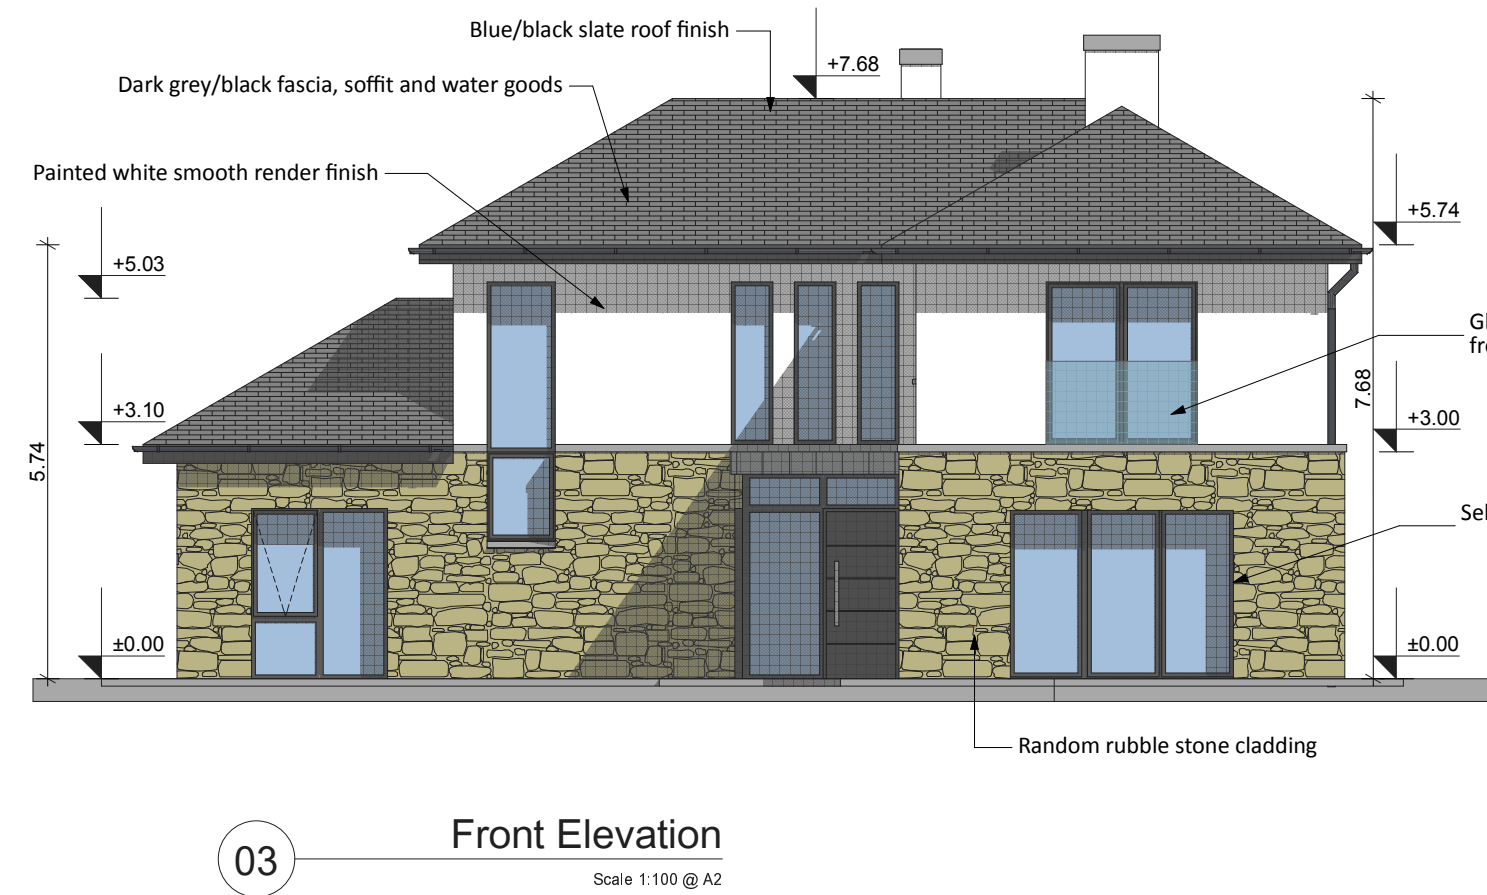 Blue/black slate roof finish
+7.68
Dark grey/black fascia, soffit and water goods
Painted white smooth render finish
+5.74
+5.03
+3.10
+3.00
7.68
5.74
±0.00
±0.00
Random rubble stone cladding
03
Front Elevation
Scale 1:100 @ A2